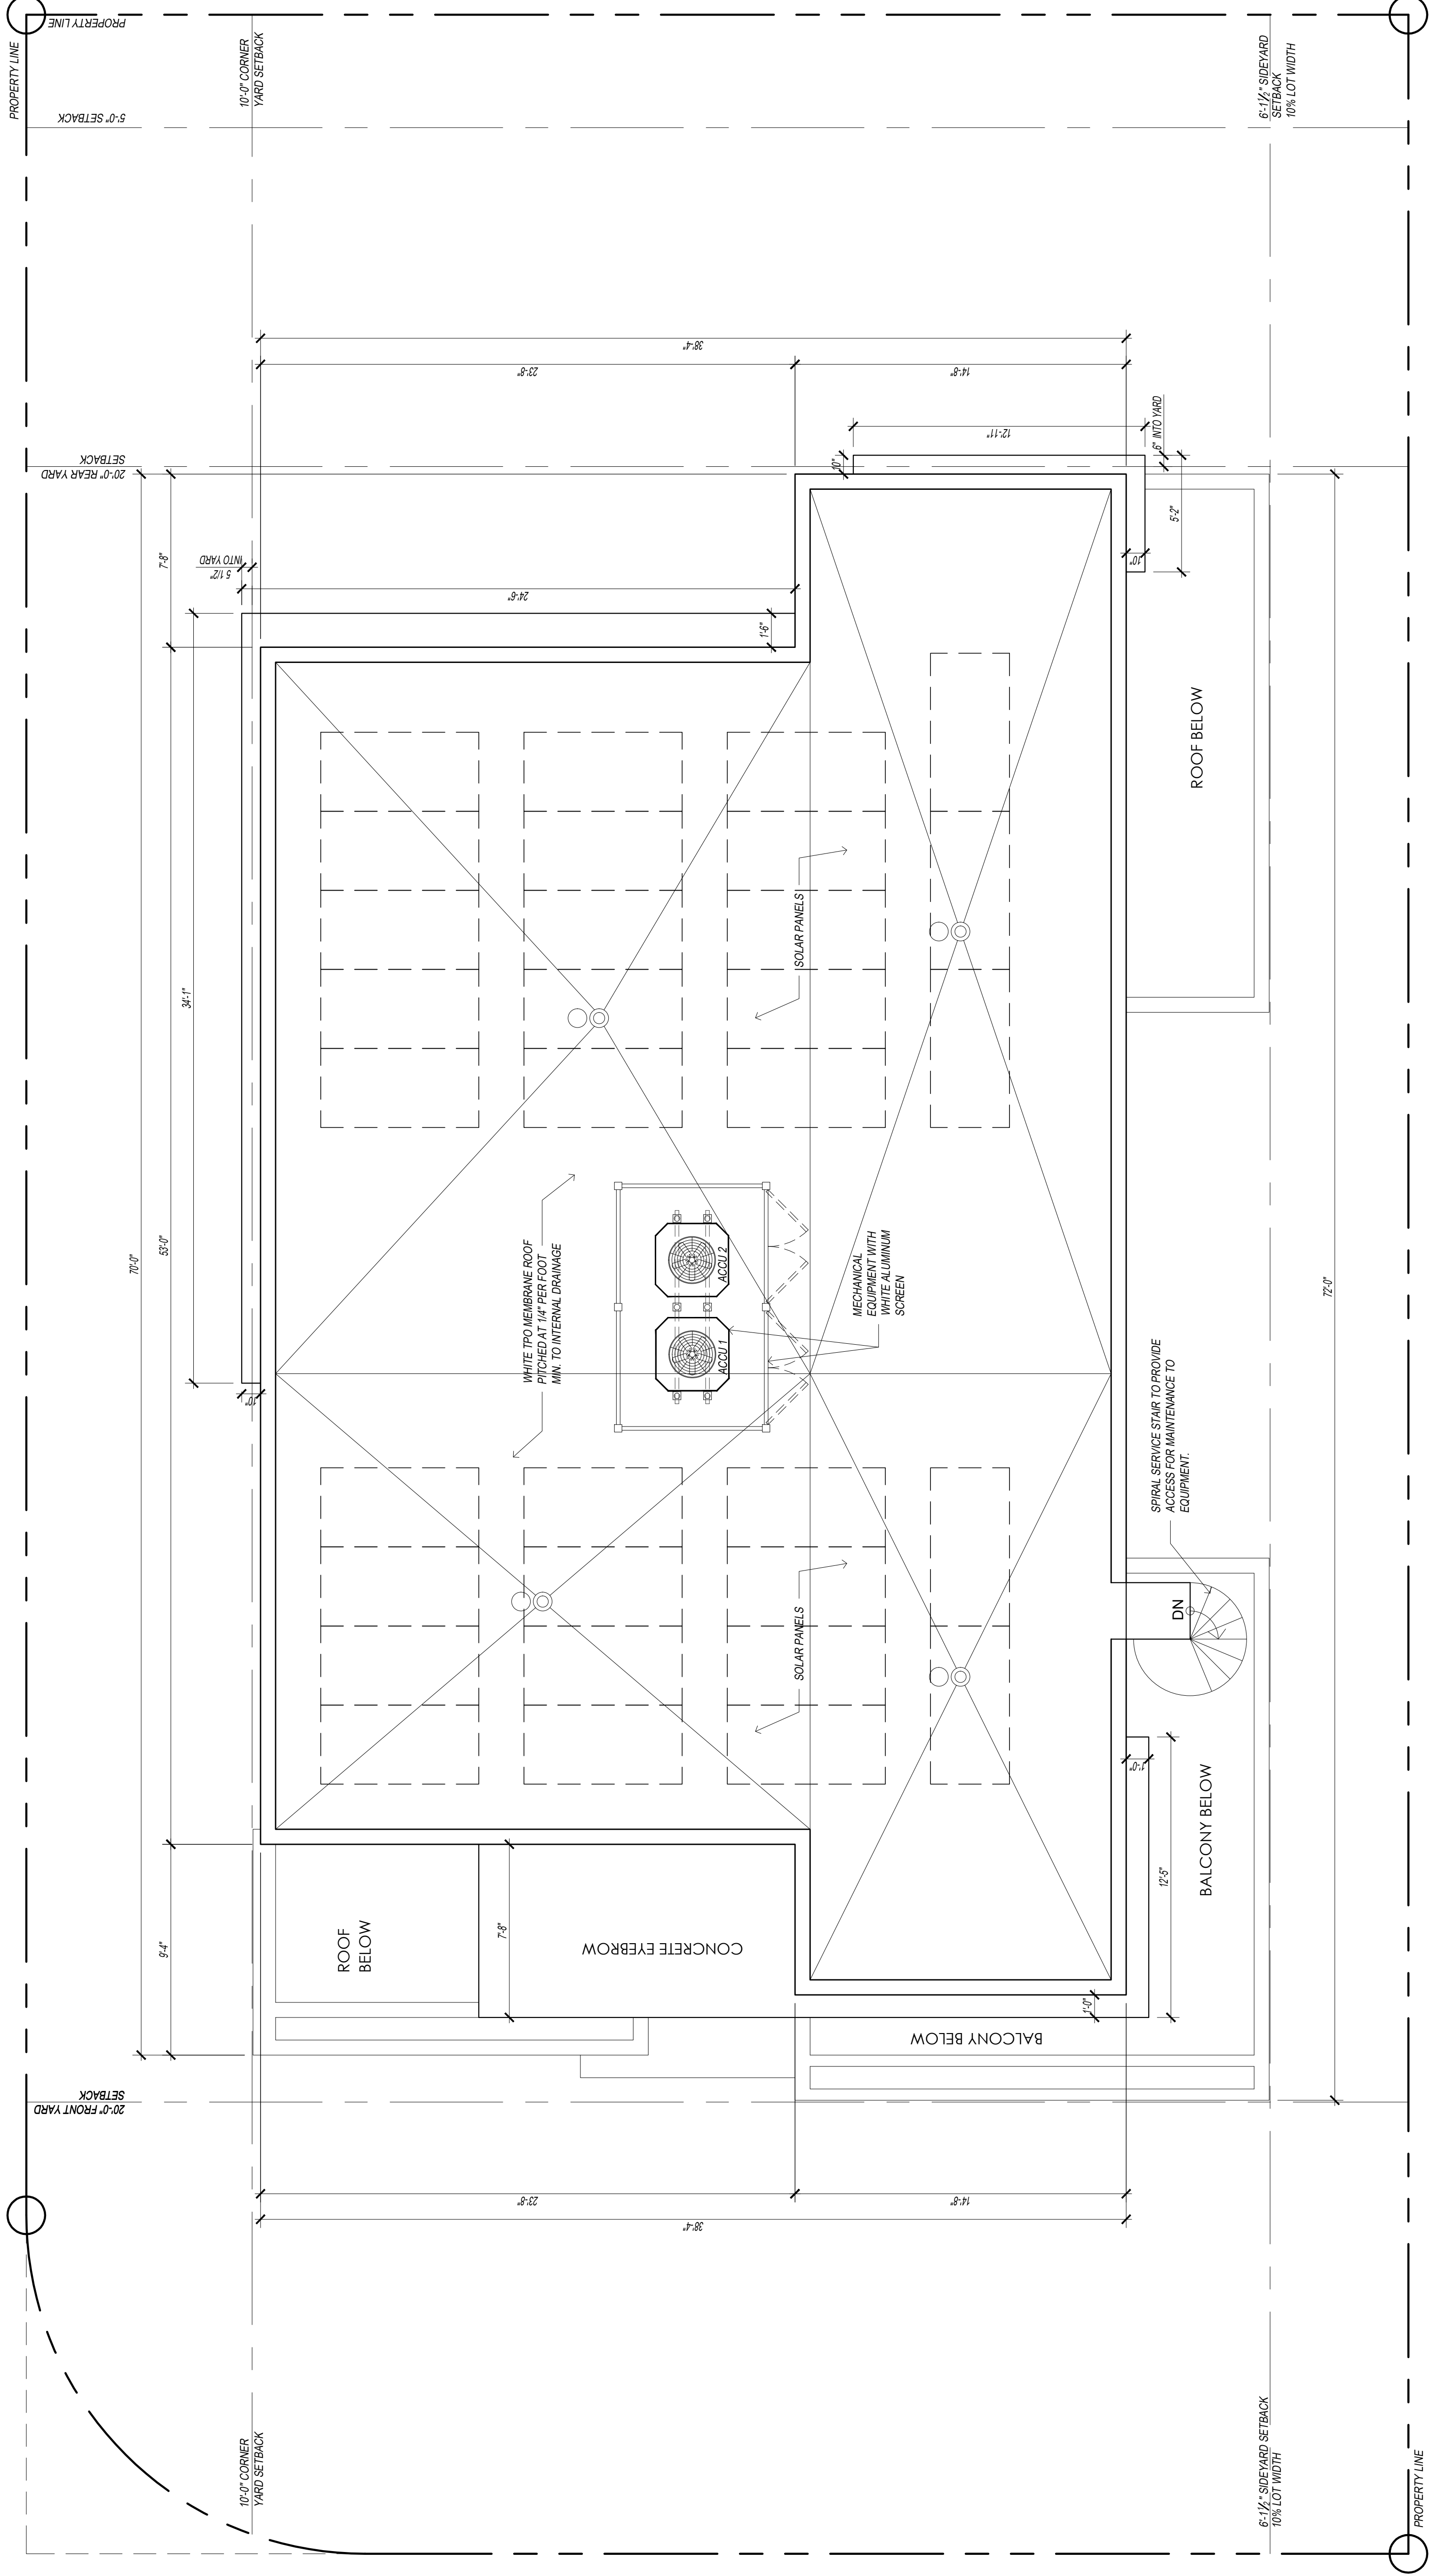 PROPERTY LINE
PROPERTY LINE
10'-0" CORNER
YARD SETBACK
6'-1 1/2" SIDEYARD
SETBACK
10% LOT WIDTH
5'-0" SETBACK
38'-4"
23'-8"
14'-8"
12'-11"
6" INTO YARD
10"
20'-0" REAR YARD
SETBACK
7'-8"
5 1/2"
INTO YARD
24'-6"
1'-6"
5'-2"
10"
ROOF BELOW
34'-1"
SOLAR PANELS
70'-0"
53'-0"
WHITE TPO MEMBRANE ROOF
PITCHED AT 1/4" PER FOOT
MIN. TO INTERNAL DRAINAGE
ACCU 2
ACCU 1
MECHANICAL
EQUIPMENT WITH
WHITE ALUMINUM
SCREEN
72'-0"
10"
SPIRAL SERVICE STAIR TO PROVIDE
ACCESS FOR MAINTENANCE TO
EQUIPMENT.
DN
SOLAR PANELS
1'-0"
BALCONY BELOW
12'-5"
9'-4"
ROOF
BELOW
7'-8"
CONCRETE EYEBROW
1'-0"
BALCONY BELOW
20'-0" FRONT YARD
SETBACK
23'-8"
14'-8"
38'-4"
10'-0" CORNER
YARD SETBACK
6'-1 1/2" SIDEYARD SETBACK
10% LOT WIDTH
PROPERTY LINE